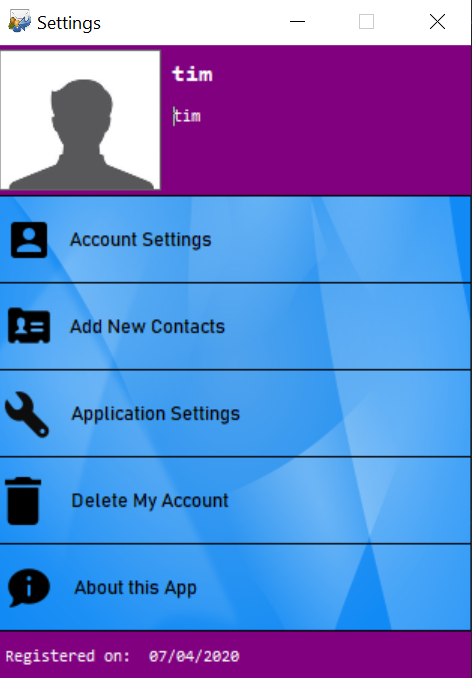 Settings
tim
tim
Account Settings
Add New Contacts
Application Settings
Delete My Account
About this App
Registered on: 07/04/2020